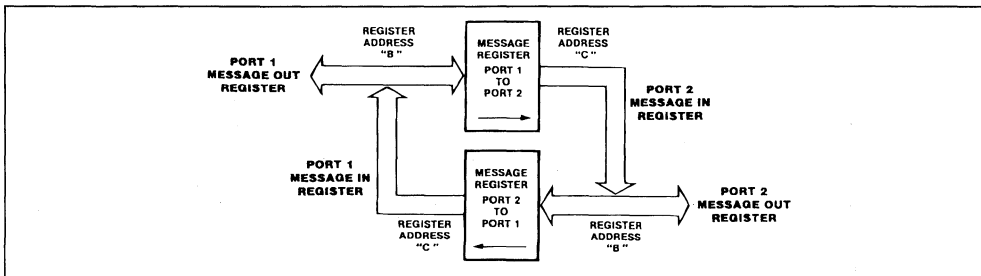 REGISTER
ADDRESS
"B"
PORT 1
MESSAGE OUT
REGISTER
MESSAGE
REGISTER
PORT 1
TO
PORT 2
REGISTER
ADDRESS
"C"
PORT 2
MESSAGE IN
REGISTER
PORT 1
MESSAGE IN
REGISTER
REGISTER
ADDRESS
"C"
MESSAGE
REGISTER
PORT 2
TO
PORT 1
REGISTER
ADDRESS
"B"
PORT 2
MESSAGE OUT
REGISTER